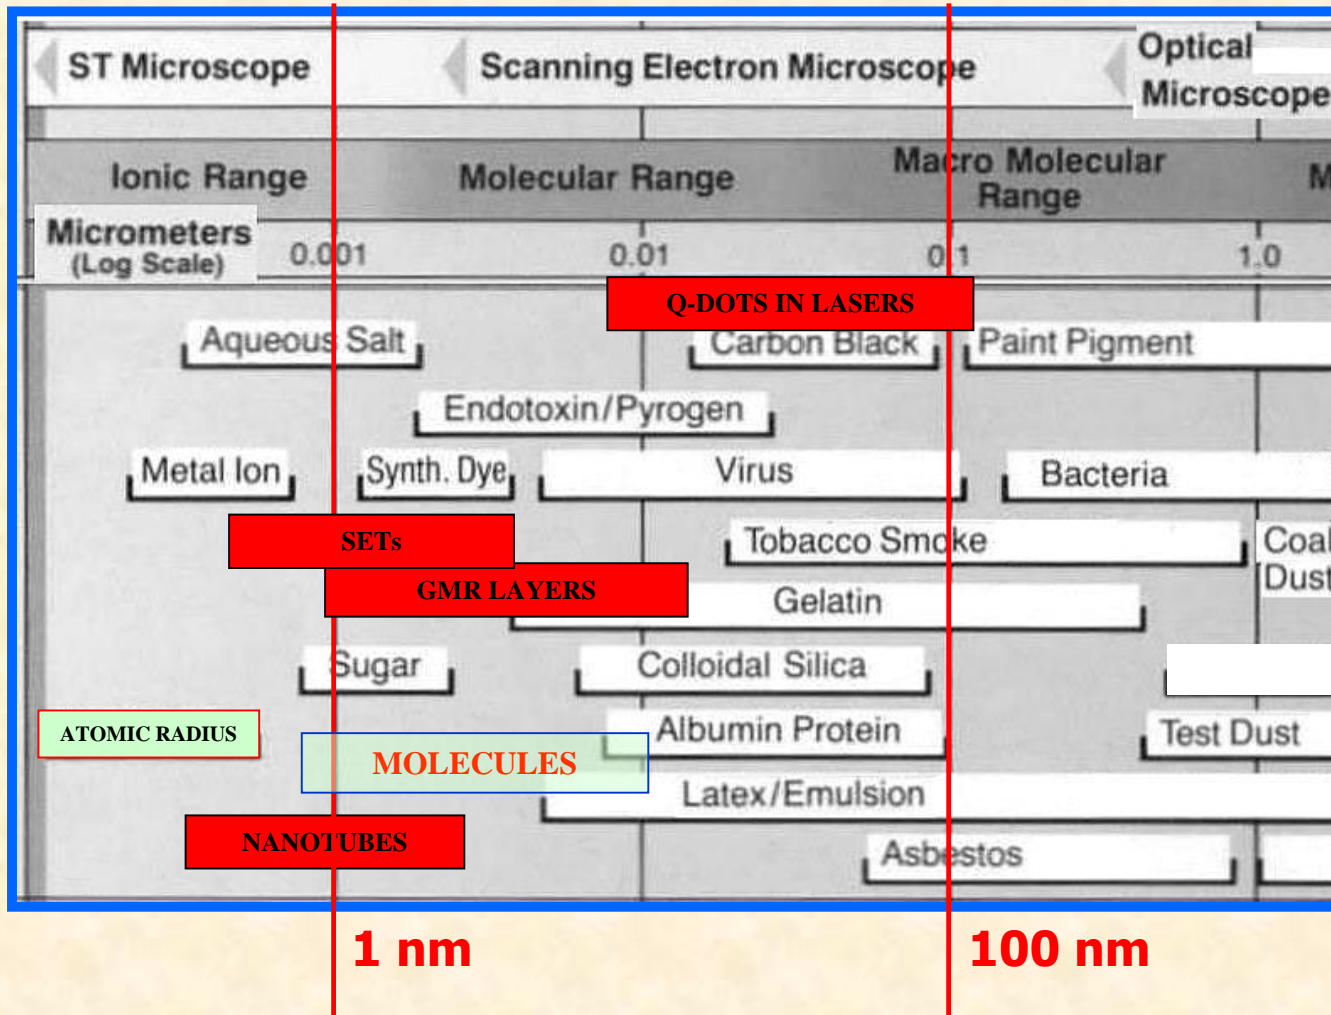 ST Microscope
Scanning Electron Microscope
Optical
Microscope
Ionic Range
Molecular Range
Macro Molecular
Range
M
Micrometers
(Log Scale)
0.001
0.01
0.1
1.0
Q-DOTS IN LASERS
Aqueous Salt
Carbon Black
Paint Pigment
Endotoxin/Pyrogen
Metal Ion
Synth. Dye
Virus
Bacteria
SETs
Tobacco Smoke
Coal
Dust
GMR LAYERS
Gelatin
Sugar
Colloidal Silica
ATOMIC RADIUS
Albumin Protein
Test Dust
MOLECULES
Latex/Emulsion
NANOTUBES
Asbestos
1 nm
100 nm